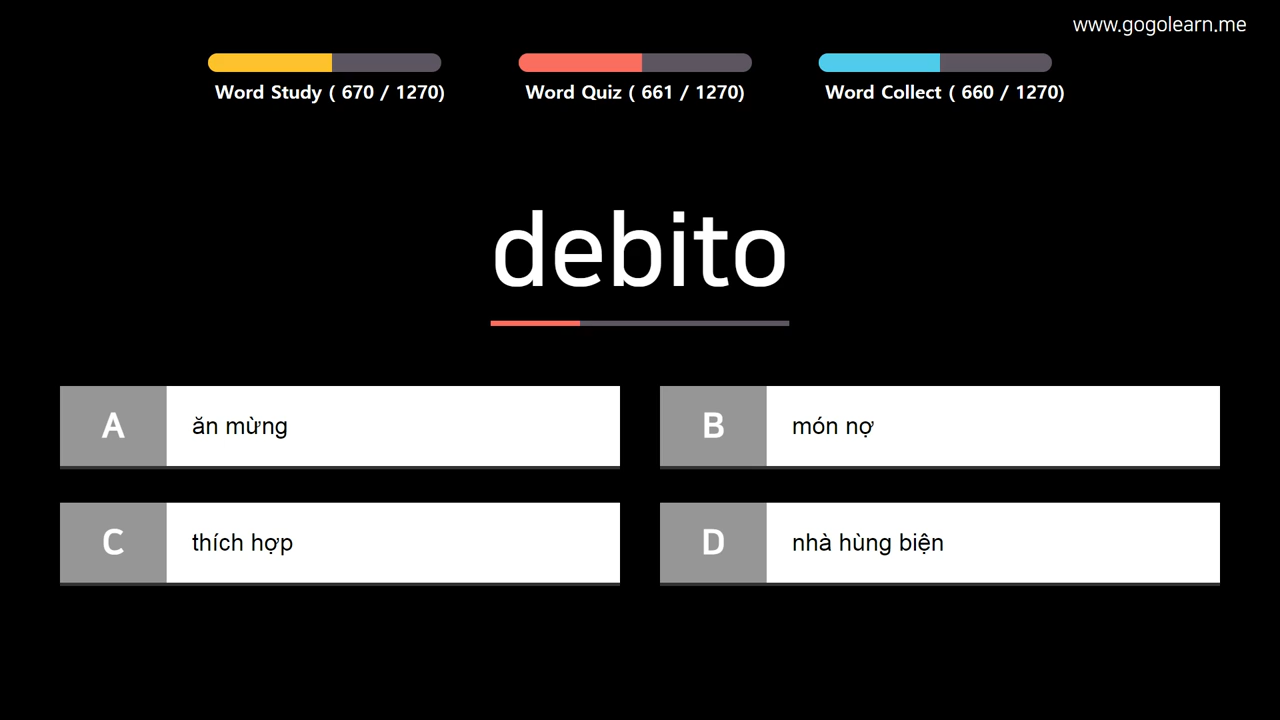 www.gogolearn.me
Word Study ( 670 / 1270)
Word Quiz ( 661 / 1270)
Word Collect ( 660 / 1270)
debito
A
ăn mừng
B
món nợ
C
thích hợp
D
nhà hùng biện